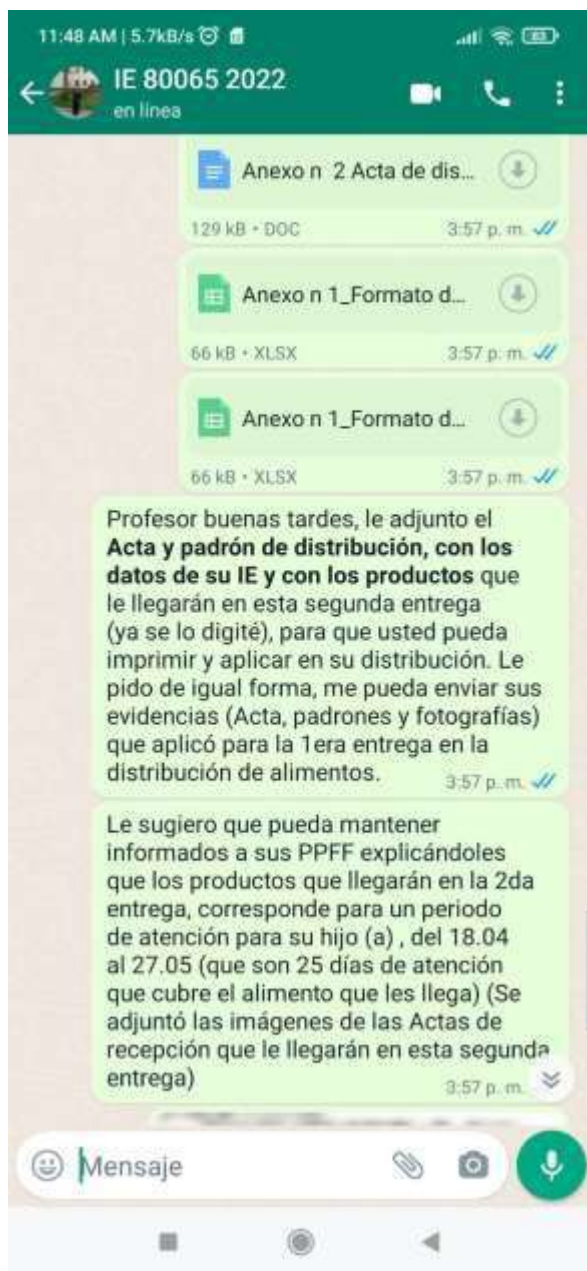 11:48 AM | 5.7kB/s
IE 80065 2022
en línea
Anexo n 2 Acta de dis...
129 kB • DOC 3:57 p. m.
Anexo n 1_Formato d...
66 kB • XLSX 3:57 p. m.
Anexo n 1_Formato d...
66 kB • XLSX 3:57 p. m.
Profesor buenas tardes, le adjunto el
Acta y padrón de distribución, con los
datos de su IE y con los productos que
le llegarán en esta segunda entrega
(ya se lo digité), para que usted pueda
imprimir y aplicar en su distribución. Le
pido de igual forma, me pueda enviar sus
evidencias (Acta, padrones y fotografías)
que aplicó para la 1era entrega en la
distribución de alimentos. 3:57 p. m.
Le sugiero que pueda mantener
informados a sus PPFF explicándoles
que los productos que llegarán en la 2da
entrega, corresponde para un periodo
de atención para su hijo (a) , del 18.04
al 27.05 (que son 25 días de atención
que cubre el alimento que les llega) (Se
adjuntó las imágenes de las Actas de
recepción que le llegarán en esta segunda
entrega) 3:57 p. m.
Mensaje